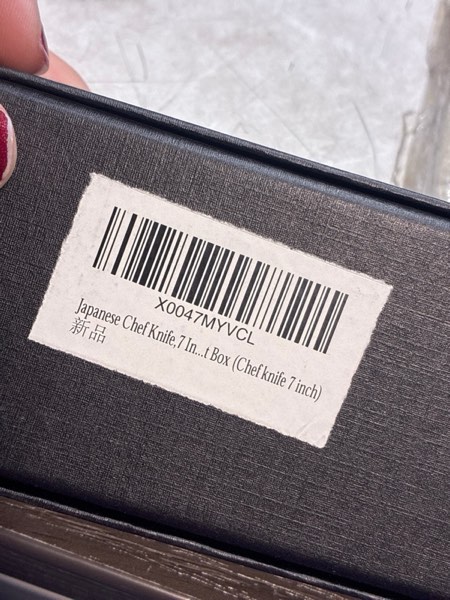 X0047MYVCL
Japanese Chef Knife,7 In...t Box (Chef knife 7 inch)
新品